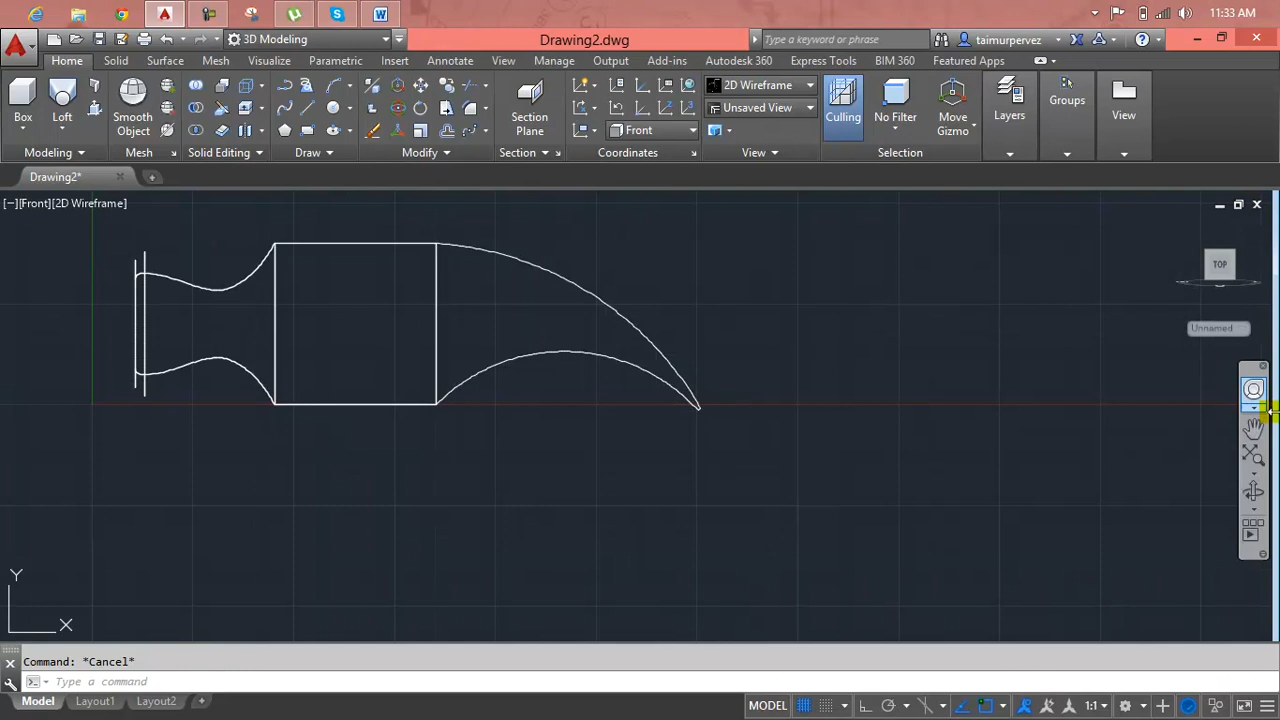 11:33 AM
3D Modeling
Drawing2.dwg
Type a keyword or phrase
taimurpervez
Home Solid Surface Mesh Visualize Parametric Insert Annotate View Manage Output Add-ins Autodesk 360 Express Tools BIM 360 Featured Apps
2D Wireframe
Unsaved View
Front
Box
Loft
Smooth
Object
Section
Plane
Culling
No Filter
Move
Gizmo
Layers
Groups
View
Modeling
Mesh
Solid Editing
Draw
Modify
Section
Coordinates
View
Selection
Drawing2*
[−][Front][2D Wireframe]
TOP
Unnamed
Y
X
Command: *Cancel*
Type a command
Model Layout1 Layout2
MODEL
1:1